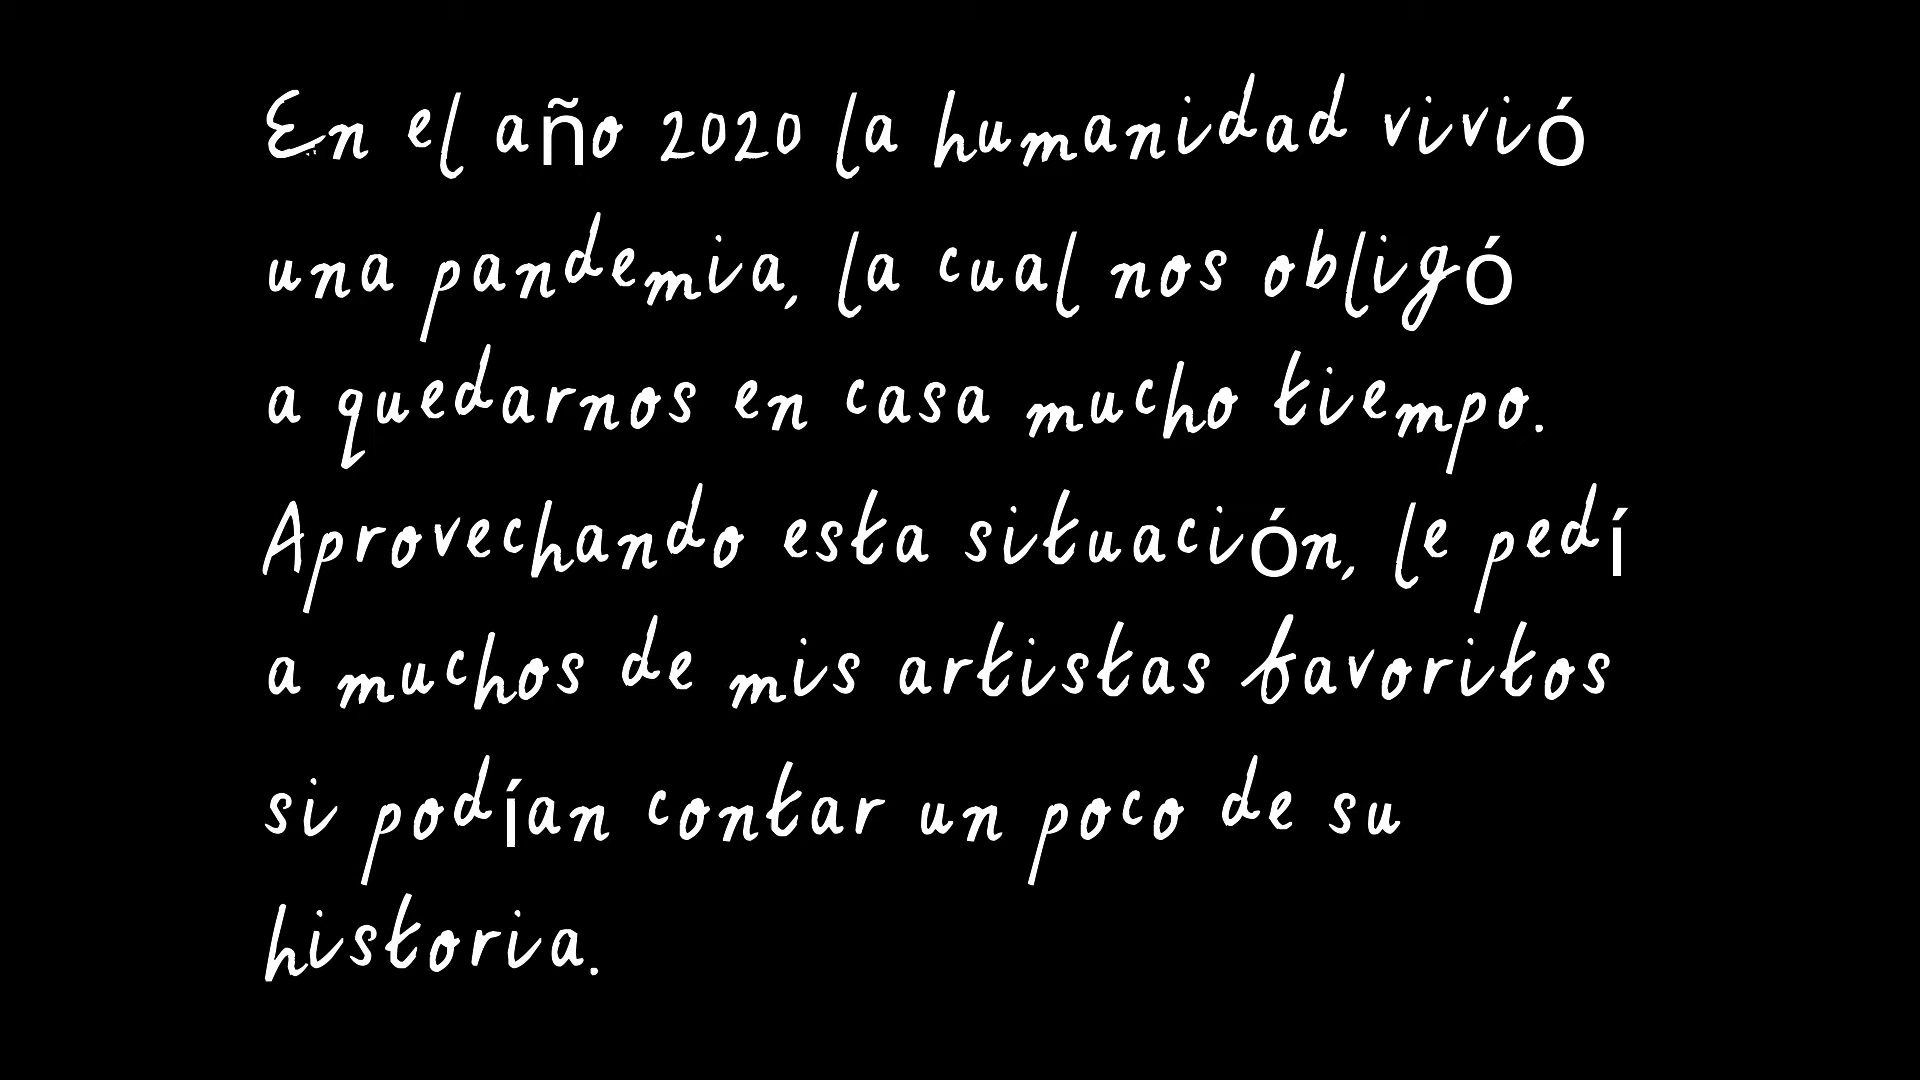 En el año 2020 la humanidad vivió
una pandemia, la cual nos obligó
a quedarnos en casa mucho tiempo.
Aprovechando esta situación, le pedí
a muchos de mis artistas favoritos
si podían contar un poco de su
historia.